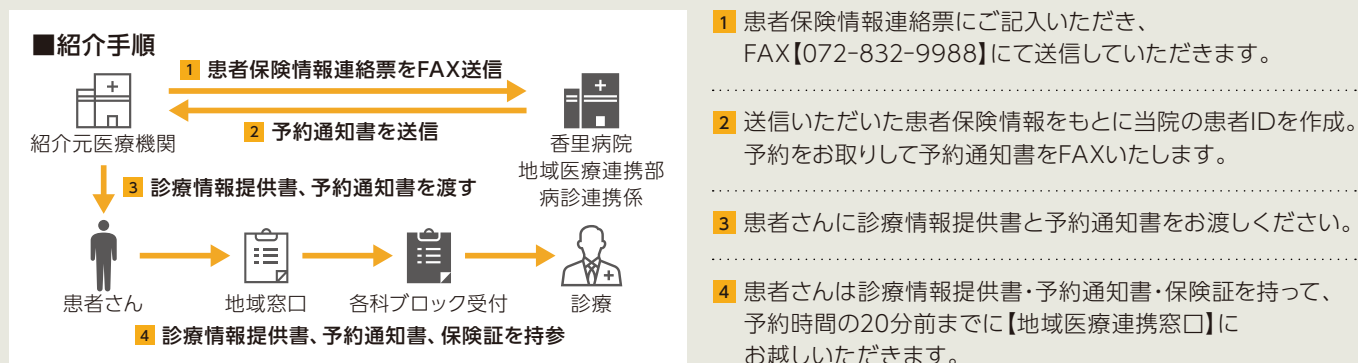 ■紹介手順
1 患者保険情報連絡票をFAX送信
2 予約通知書を送信
紹介元医療機関
香里病院
地域医療連携部
病診連携係
3 診療情報提供書、予約通知書を渡す
患者さん
地域窓口
各科ブロック受付
診療
4 診療情報提供書、予約通知書、保険証を持参
1 患者保険情報連絡票にご記入いただき、
FAX【072-832-9988】にて送信していただきます。
2 送信いただいた患者保険情報をもとに当院の患者IDを作成。
予約をお取りして予約通知書をFAXいたします。
3 患者さんに診療情報提供書と予約通知書をお渡しください。
4 患者さんは診療情報提供書・予約通知書・保険証を持って、
予約時間の20分前までに【地域医療連携窓口】に
お越しいただきます。